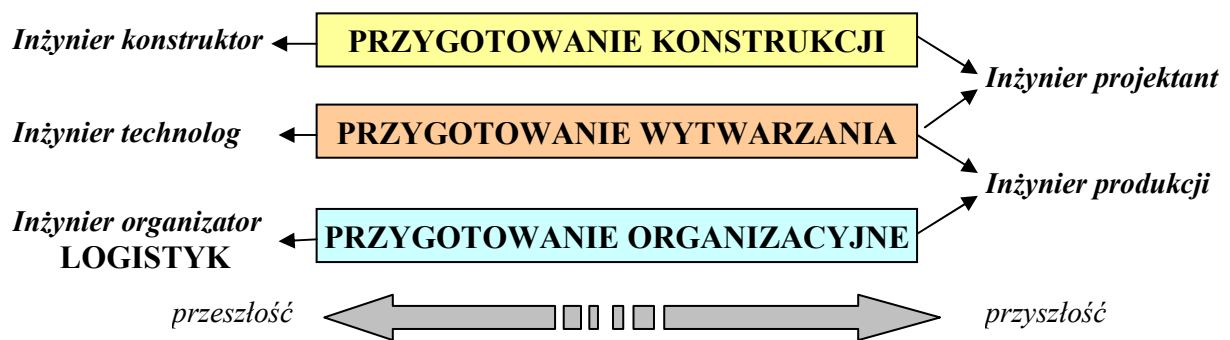 Inżynier konstruktor
PRZYGOTOWANIE KONSTRUKCJI
Inżynier projektant
Inżynier technolog
PRZYGOTOWANIE WYTWARZANIA
Inżynier produkcji
Inżynier organizator
LOGISTYK
PRZYGOTOWANIE ORGANIZACYJNE
przeszłość
przyszłość